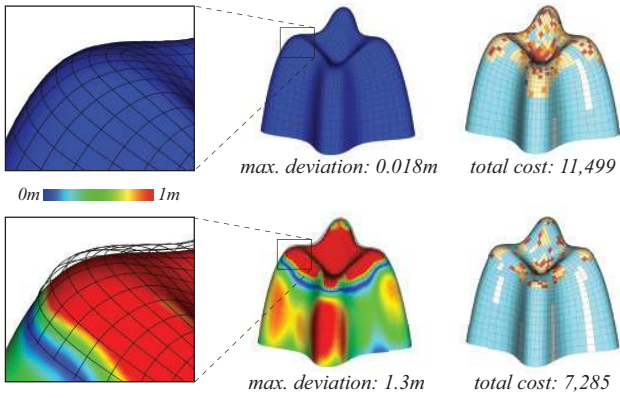 max. deviation: 0.018m
total cost: 11,499
0m 1m
max. deviation: 1.3m
total cost: 7,285